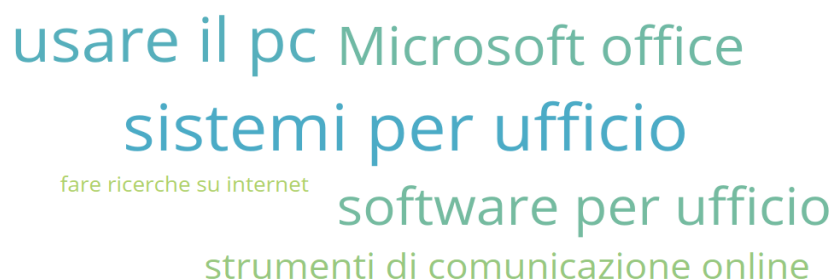 usare il pc Microsoft office
sistemi per ufficio
fare ricerche su internet
software per ufficio
strumenti di comunicazione online